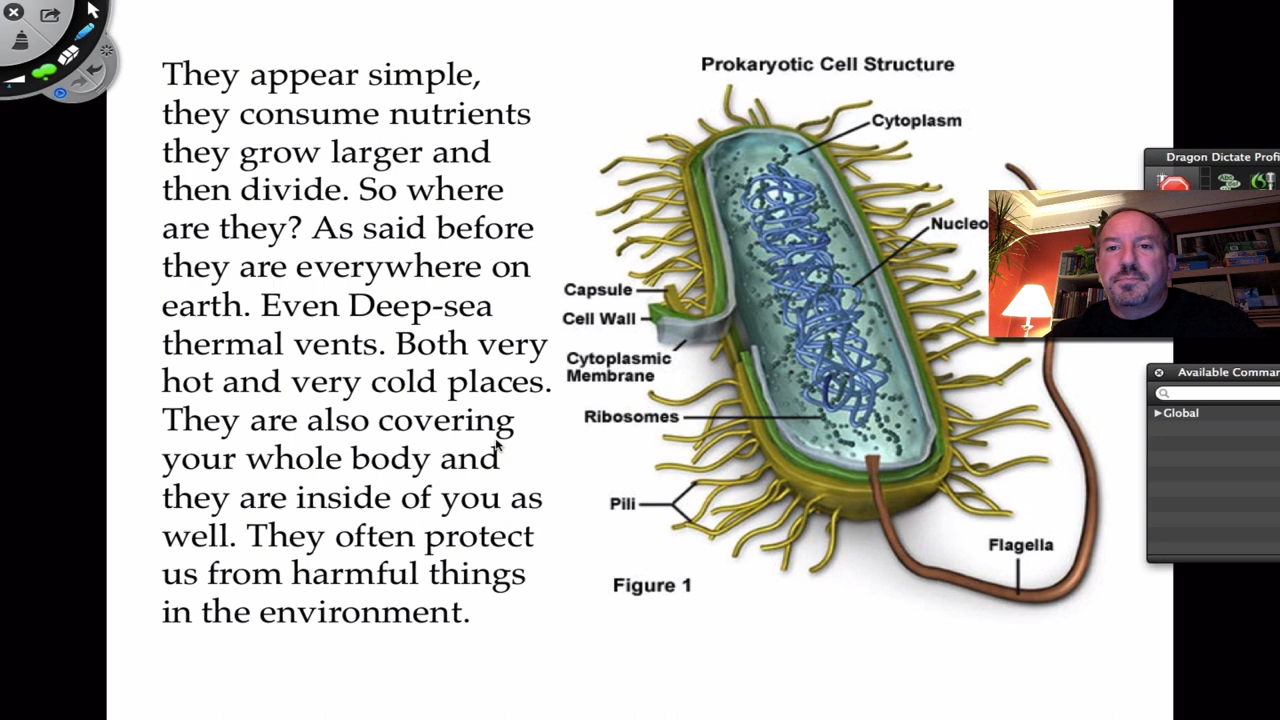 They appear simple,
they consume nutrients
they grow larger and
then divide. So where
are they? As said before
they are everywhere on
earth. Even Deep-sea
thermal vents. Both very
hot and very cold places.
They are also covering
your whole body and
they are inside of you as
well. They often protect
us from harmful things
in the environment.
Prokaryotic Cell Structure
Cytoplasm
Nucleo
Capsule
Cell Wall
Cytoplasmic
Membrane
Ribosomes
Pili
Flagella
Figure 1
Dragon Dictate Profi
Available Comma
Global